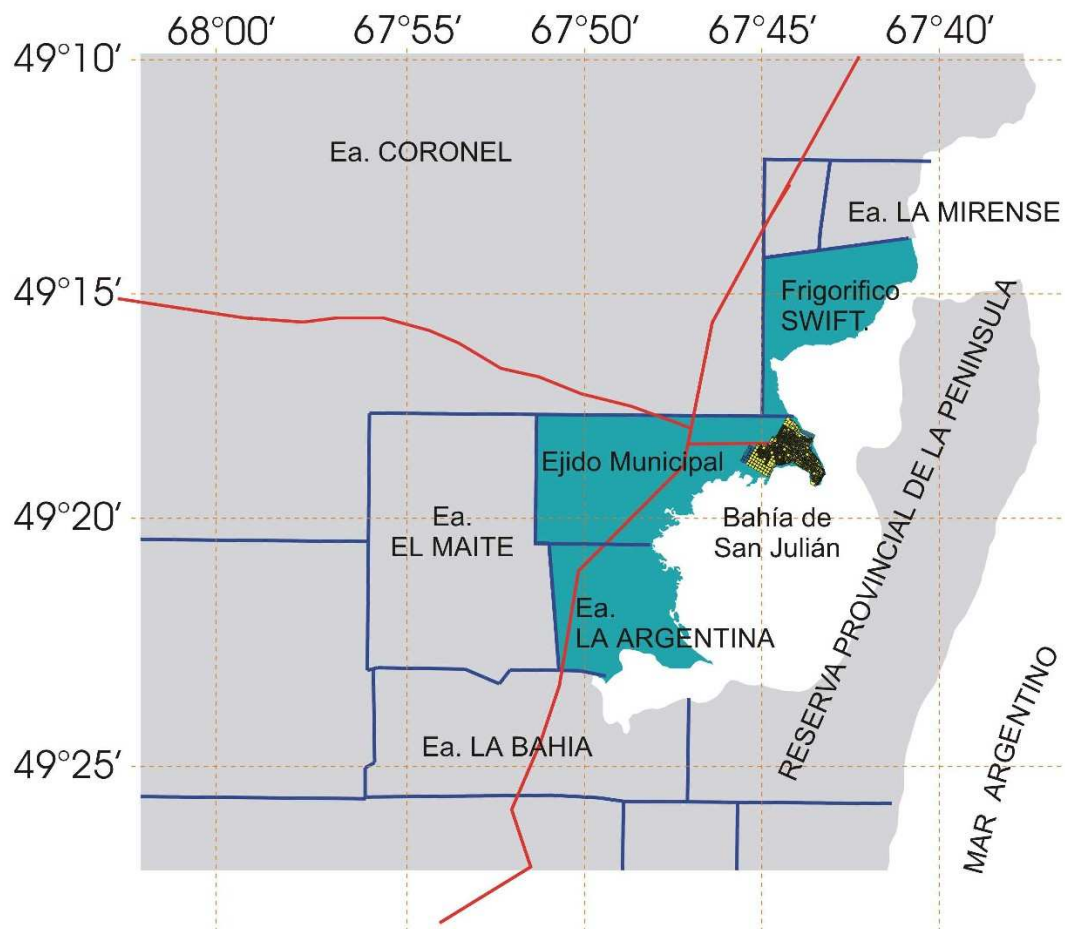 68°00′ 67°55′ 67°50′ 67°45′ 67°40′
49°10′
Ea. CORONEL
Ea. LA MIRENSE
49°15′
Frigorifico
SWIFT.
Ejido Municipal
49°20′
Ea.
EL MAITE
Bahía de
San Julián
Ea.
LA ARGENTINA
RESERVA PROVINCIAL DE LA PENINSULA
Ea. LA BAHIA
49°25′
MAR ARGENTINO